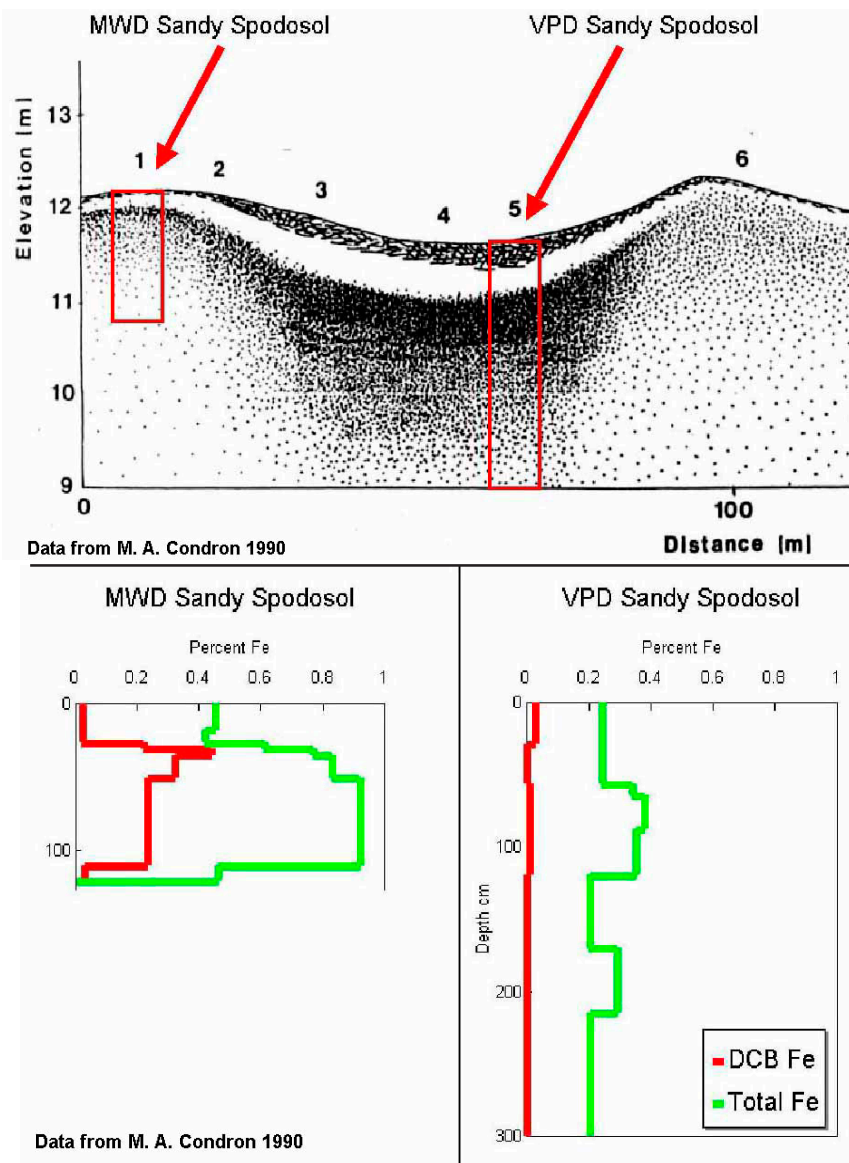 MWD Sandy Spodosol
VPD Sandy Spodosol
Elevation (m)
13
12
11
10
9
1
2
3
4
5
6
0
100
Distance (m)
Data from M. A. Condron 1990
MWD Sandy Spodosol
Percent Fe
0 0.2 0.4 0.6 0.8 1
0
100
Data from M. A. Condron 1990
VPD Sandy Spodosol
Percent Fe
0 0.2 0.4 0.6 0.8 1
0
100
200
300
Depth cm
DCB Fe
Total Fe